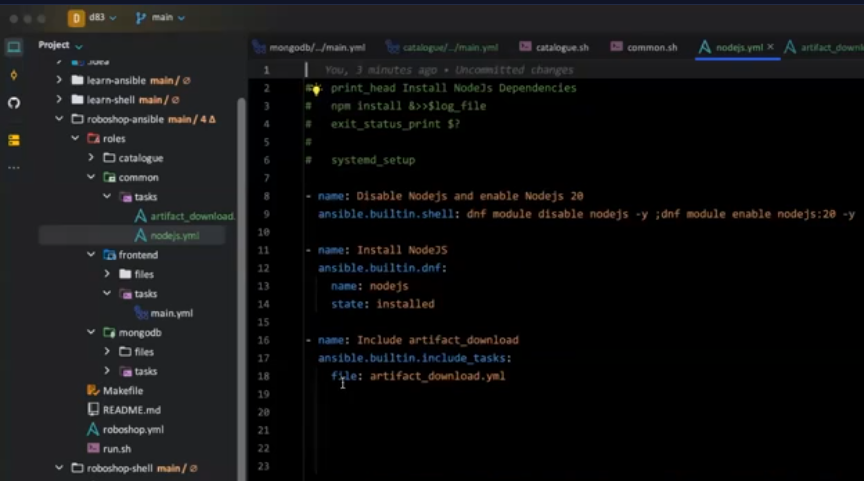 d83
main
Project
mongodb/.../main.yml
catalogue/.../main.yml
catalogue.sh
common.sh
nodejs.yml
learn-ansible main /
learn-shell main /
roboshop-ansible main / 4 Δ
roles
catalogue
common
tasks
artifact_download.
nodejs.yml
frontend
files
tasks
main.yml
mongodb
files
tasks
Makefile
README.md
roboshop.yml
run.sh
roboshop-shell main /
1 You, 3 minutes ago • Uncommitted changes
2 print_head Install NodeJs Dependencies
3 # npm install &>>$log_file
4 # exit_status_print $?
5 #
6 # systemd_setup
7
8 - name: Disable Nodejs and enable Nodejs 20
9 ansible.builtin.shell: dnf module disable nodejs -y ;dnf module enable nodejs:20 -y
10
11 - name: Install NodeJS
12 ansible.builtin.dnf:
13 name: nodejs
14 state: installed
15
16 - name: Include artifact_download
17 ansible.builtin.include_tasks:
18 file: artifact_download.yml
19
20
21
22
23